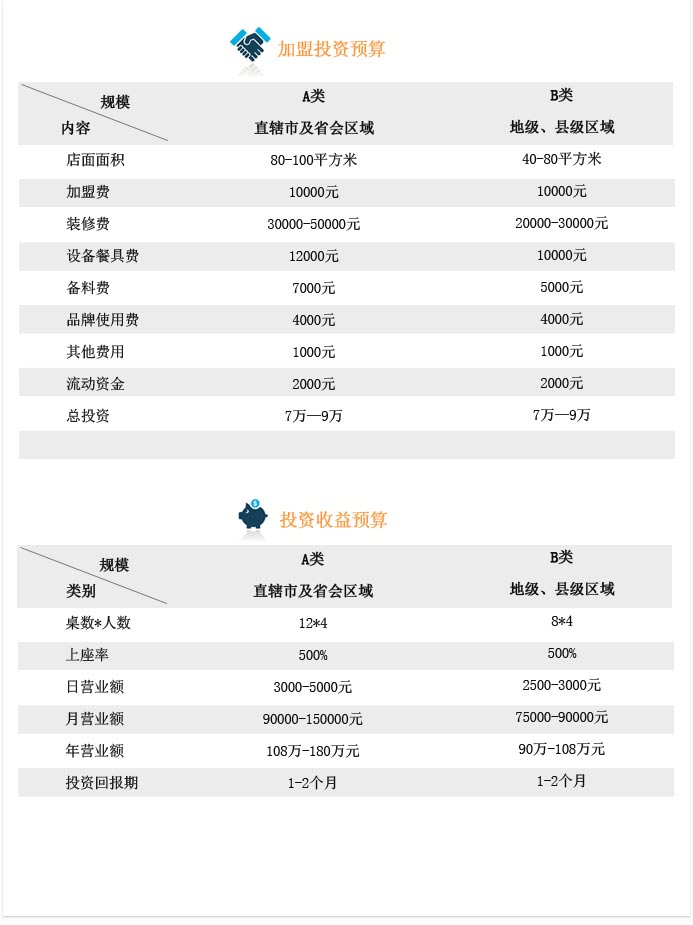 加盟投资预算
规模 A类 B类
内容 直辖市及省会区域 地级、县级区域
店面面积 80-100平方米 40-80平方米
加盟费 10000元 10000元
装修费 30000-50000元 20000-30000元
设备餐具费 12000元 10000元
备料费 7000元 5000元
品牌使用费 4000元 4000元
其他费用 1000元 1000元
流动资金 2000元 2000元
总投资 7万—9万 7万—9万
$
投资收益预算
规模 A类 B类
类别 直辖市及省会区域 地级、县级区域
桌数*人数 12*4 8*4
上座率 500% 500%
日营业额 3000-5000元 2500-3000元
月营业额 90000-150000元 75000-90000元
年营业额 108万-180万元 90万-108万元
投资回报期 1-2个月 1-2个月